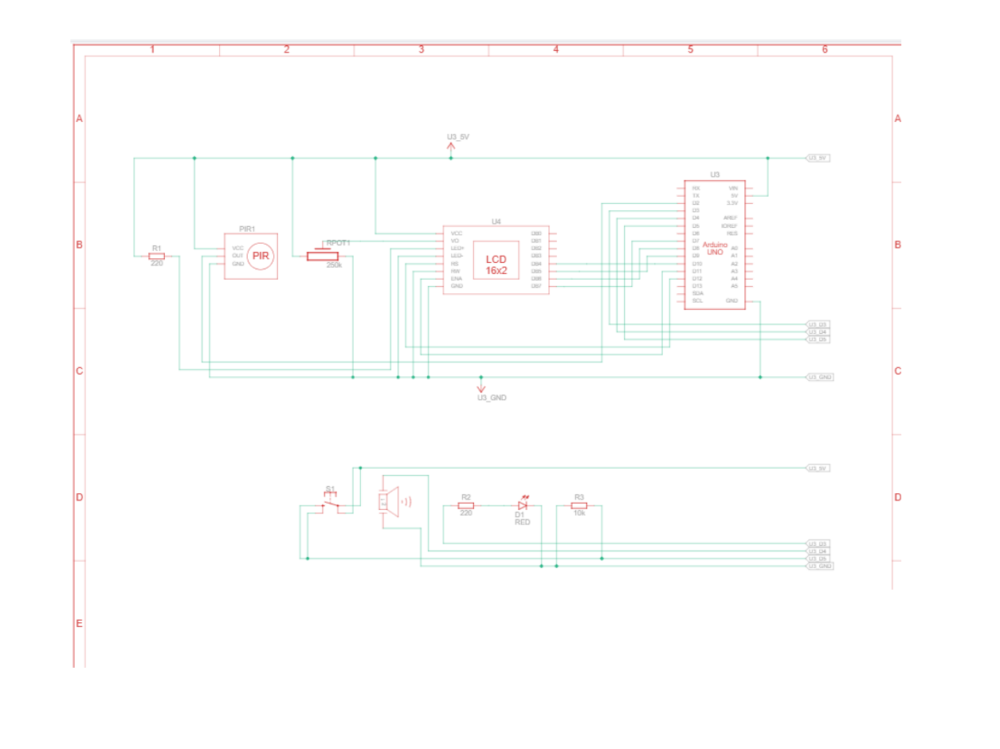 1 2 3 4 5 6
A A
U3_5V
U3_5V
U3
RX VIN
TX 5V
D2 3.3V
D3
D4 AREF
D5 IOREF
D6 RES
D7
D8 A0
D9 A1
D10 A2
D11 A3
D12 A4
D13 A5
SDA
SCL GND
Arduino
UNO
B B
U4
VCC DB0
VO DB1
LED+ DB2
LED- DB3
RS DB4
RW DB5
ENA DB6
GND DB7
LCD
16x2
PIR1
VCC
OUT
GND
PIR
RPOT1
250k
R1
220
U3_D3
U3_D4
U3_D5
C C
U3_GND
U3_GND
U3_5V
D D
S1
R2
220
D1
RED
R3
10k
U3_D3
U3_D4
U3_D5
U3_GND
E